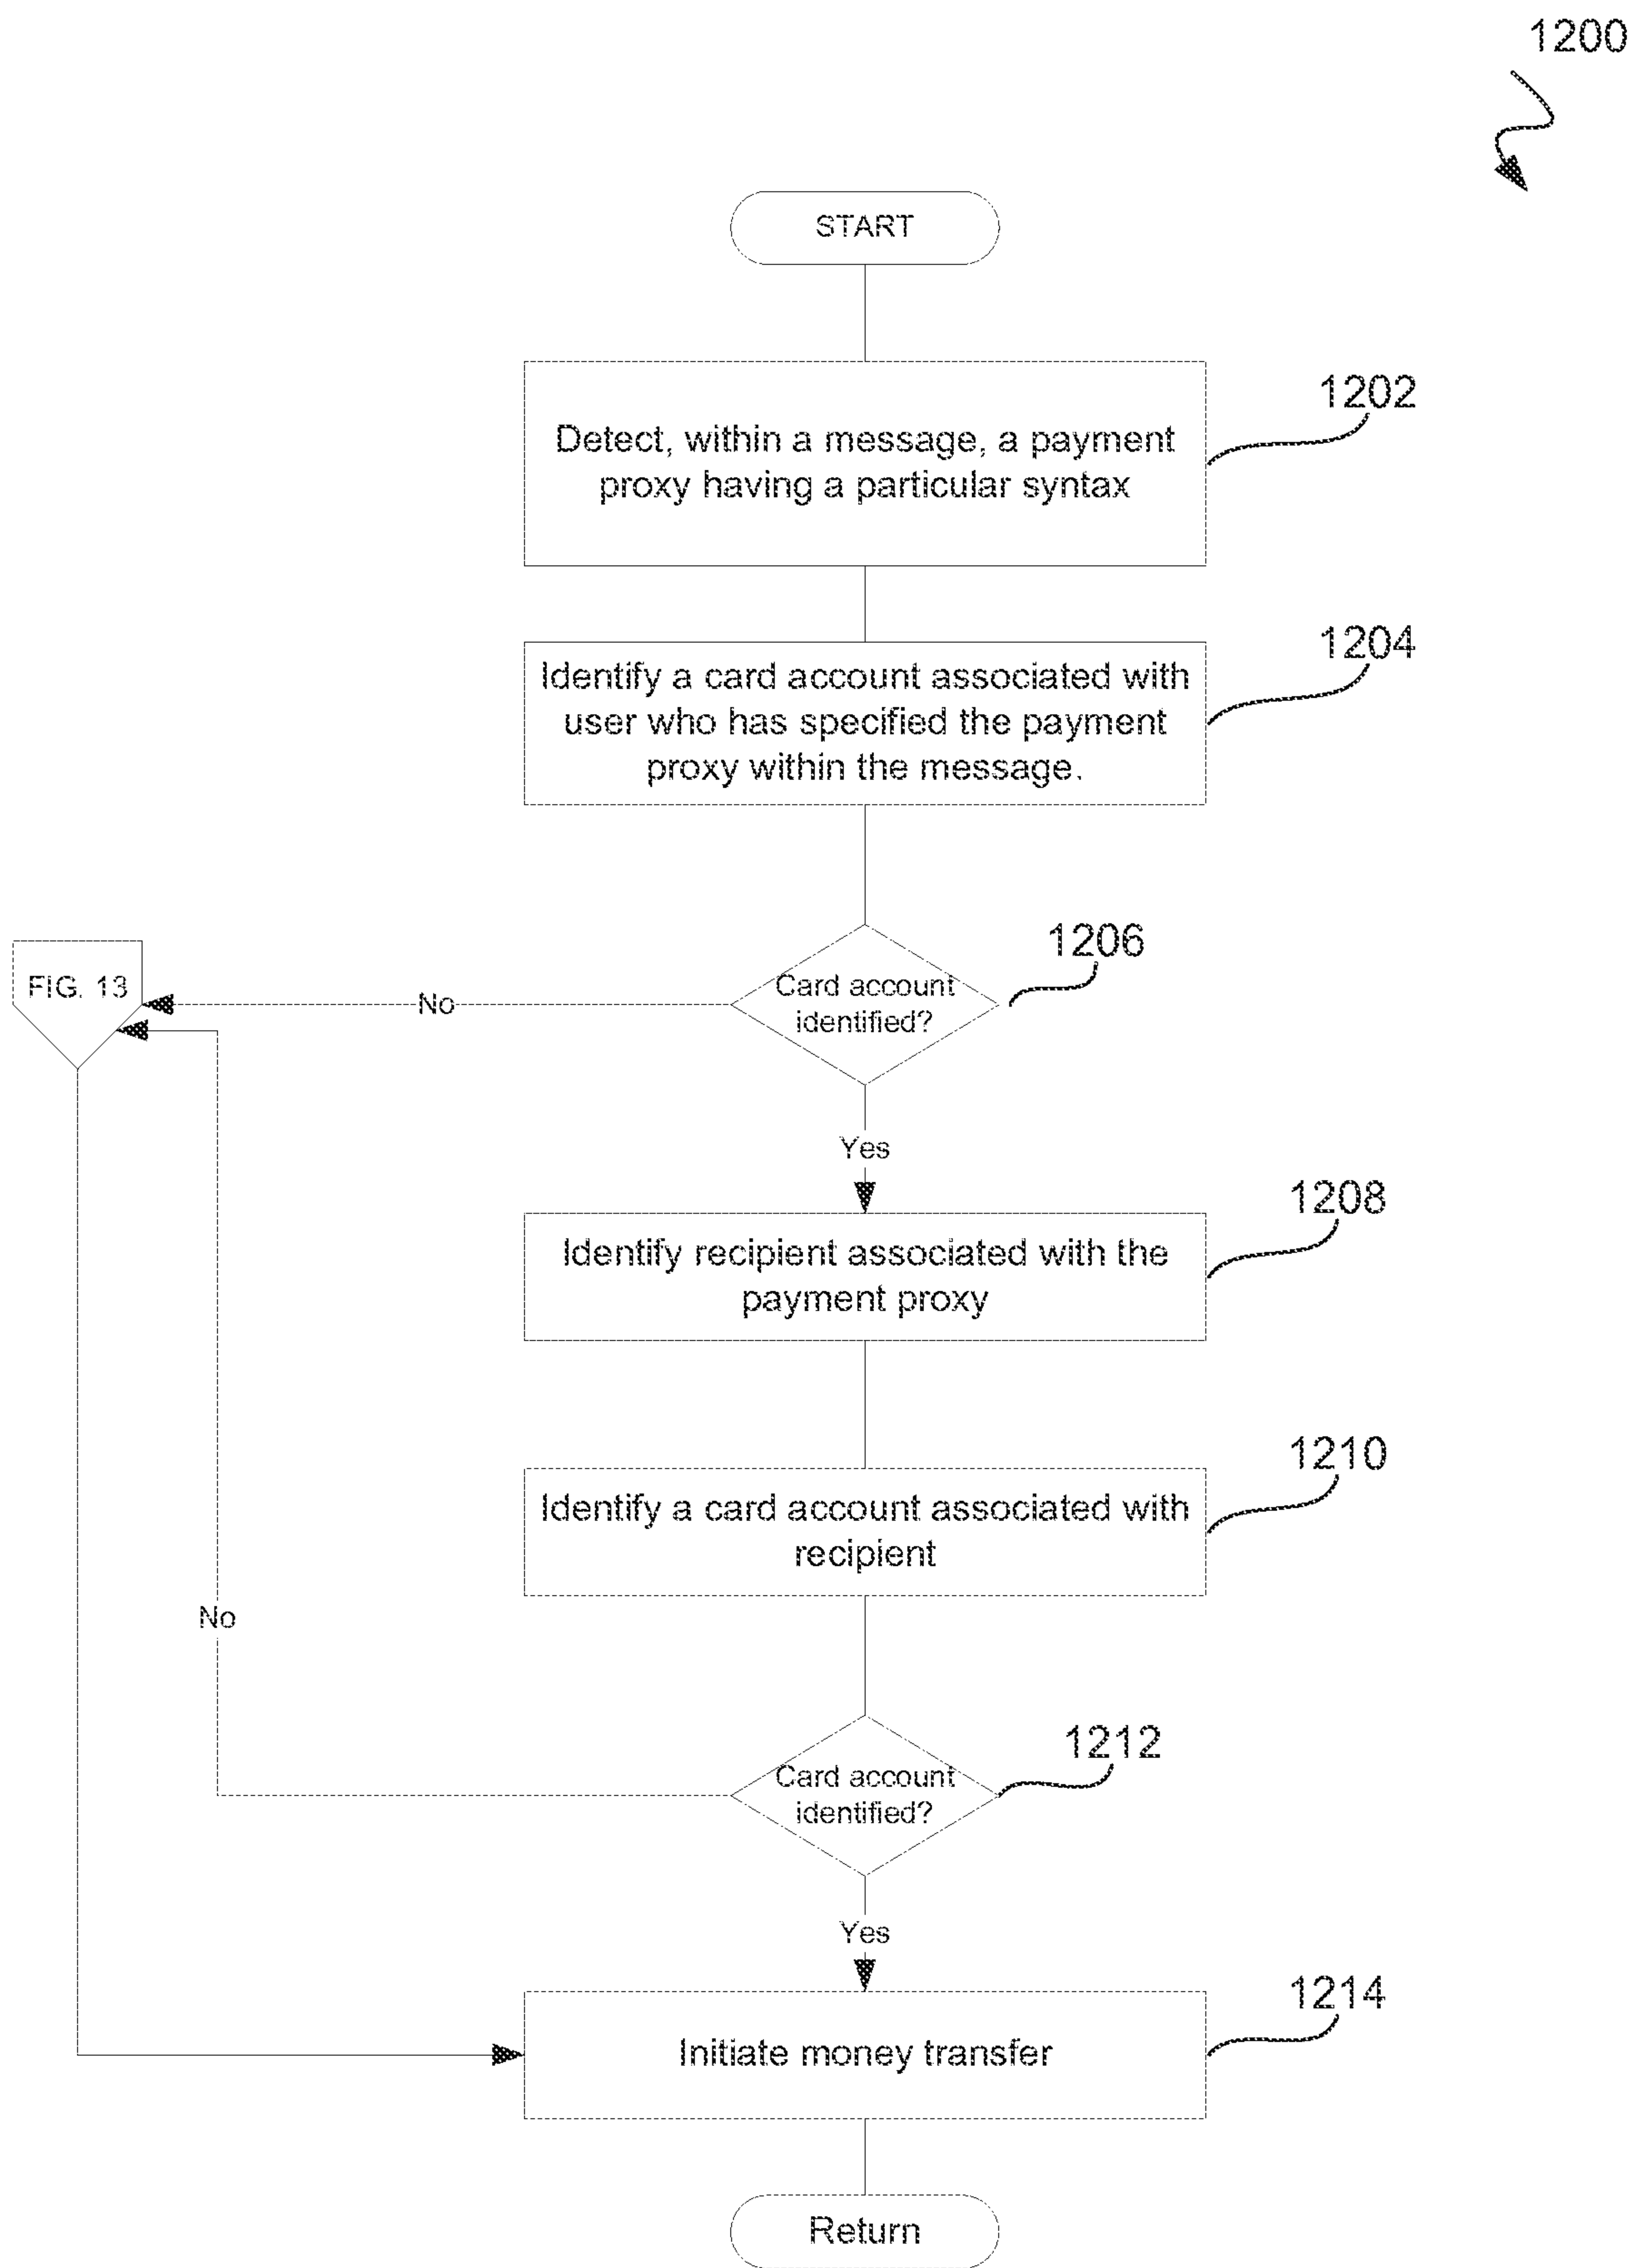 1200
START
1202
Detect, within a message, a payment
proxy having a particular syntax
1204
Identify a card account associated with
user who has specified the payment
proxy within the message.
1206
FIG. 13
No
Card account
identified?
Yes
1208
Identify recipient associated with the
payment proxy
1210
Identify a card account associated with
recipient
No
1212
Card account
identified?
Yes
1214
Initiate money transfer
Return